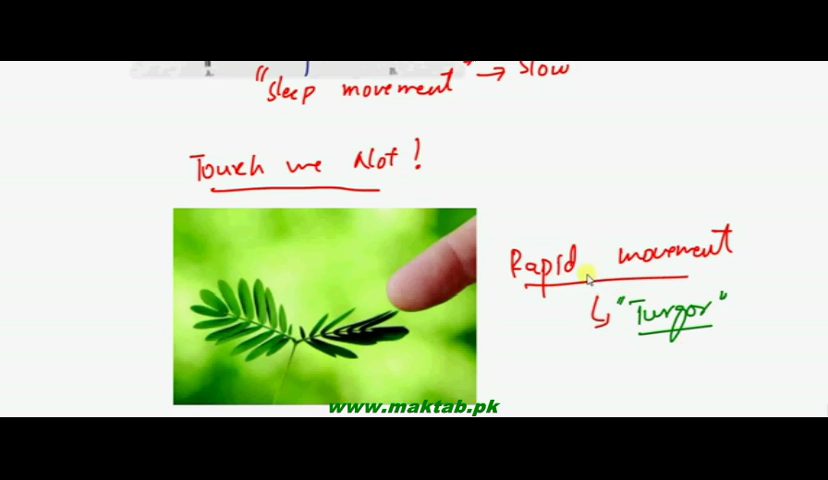 "Sleep movement" → Slow
Touch me Not!
Rapid movement
↳ "Turgor"
www.maktab.pk